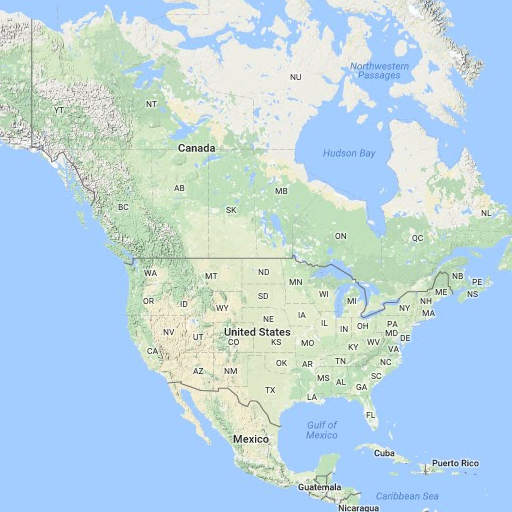 Northwestern
Passages
NU
NT
YT
Canada
Hudson Bay
AB
MB
SK
BC
NL
ON
QC
WA
MT
ND
NB
PE
MN
ME
NS
OR
ID
WY
SD
WI
MI
NY
NH
MA
NE
IA
IL
IN
OH
PA
MD
DE
NV
UT
United States
CO
KS
MO
KY
WV
VA
CA
AZ
NM
OK
AR
TN
NC
TX
MS
AL
SC
GA
LA
FL
Gulf of
Mexico
Mexico
Cuba
Puerto Rico
Guatemala
Caribbean Sea
Nicaragua